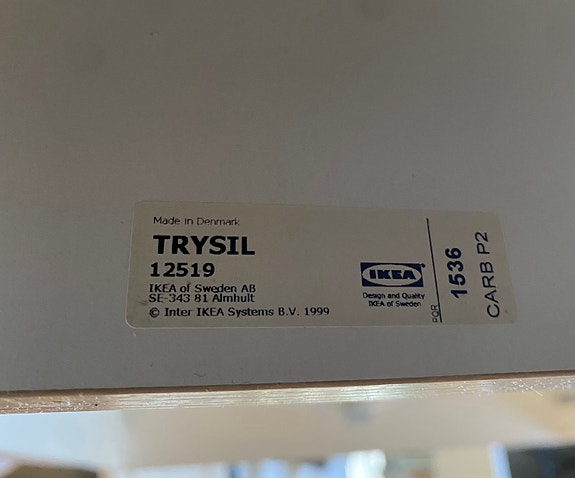 Made in Denmark
TRYSIL
12519
IKEA of Sweden AB
SE-343 81 Almhult
© Inter IKEA Systems B.V. 1999
IKEA
Design and Quality
IKEA of Sweden
PQR
1536
CARB P2